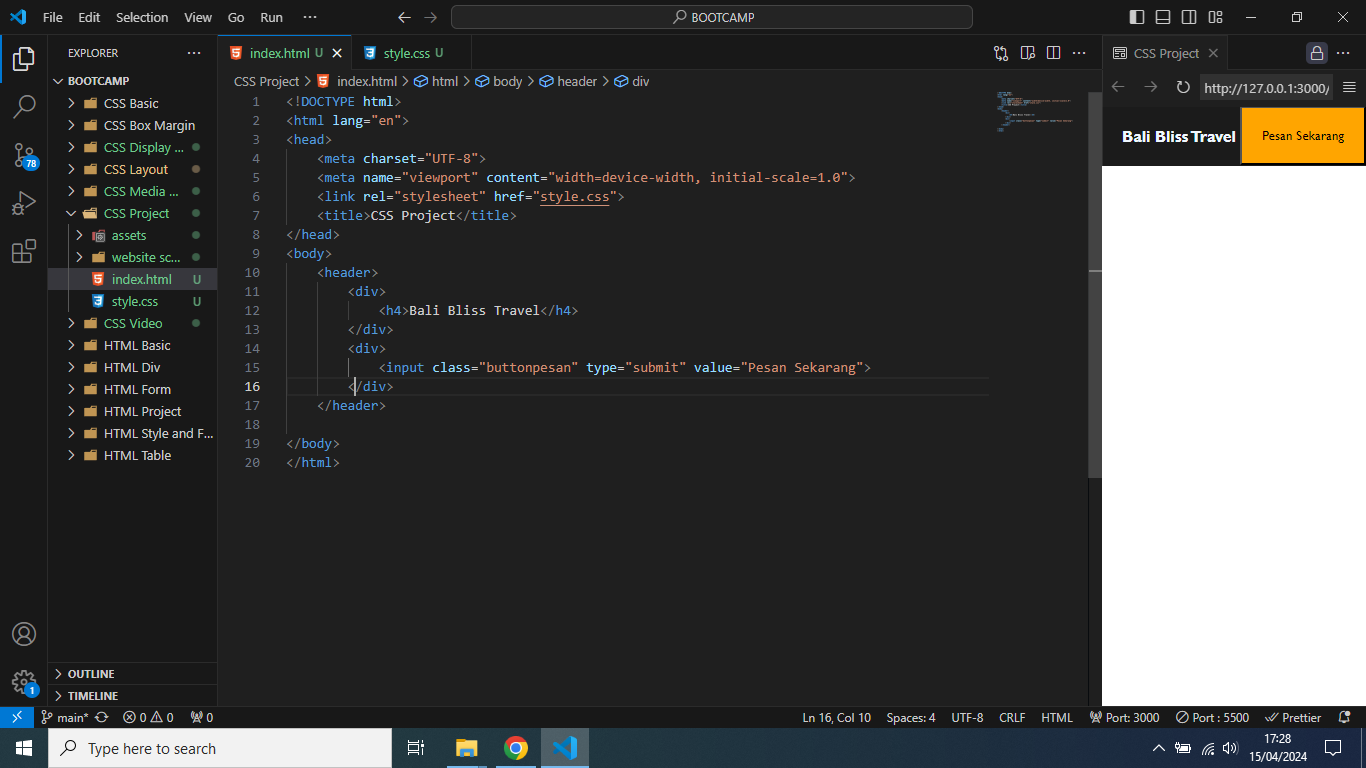 File Edit Selection View Go Run ··· BOOTCAMP
EXPLORER ···
index.html U
style.css U
CSS Project
BOOTCAMP
CSS Project > index.html > html > body > header > div
http://127.0.0.1:3000/
CSS Basic
CSS Box Margin
CSS Display ...
CSS Layout
CSS Media ...
CSS Project
assets
website sc...
index.html U
style.css U
CSS Video
HTML Basic
HTML Div
HTML Form
HTML Project
HTML Style and F...
HTML Table
OUTLINE
TIMELINE
78
1
1 <!DOCTYPE html>
2 <html lang="en">
3 <head>
4 <meta charset="UTF-8">
5 <meta name="viewport" content="width=device-width, initial-scale=1.0">
6 <link rel="stylesheet" href="style.css">
7 <title>CSS Project</title>
8 </head>
9 <body>
10 <header>
11 <div>
12 <h4>Bali Bliss Travel</h4>
13 </div>
14 <div>
15 <input class="buttonpesan" type="submit" value="Pesan Sekarang">
16 </div>
17 </header>
18
19 </body>
20 </html>
Bali Bliss Travel
Pesan Sekarang
main* 0 0 0
Ln 16, Col 10 Spaces: 4 UTF-8 CRLF HTML Port: 3000 Port : 5500 Prettier
Type here to search
17:28
15/04/2024